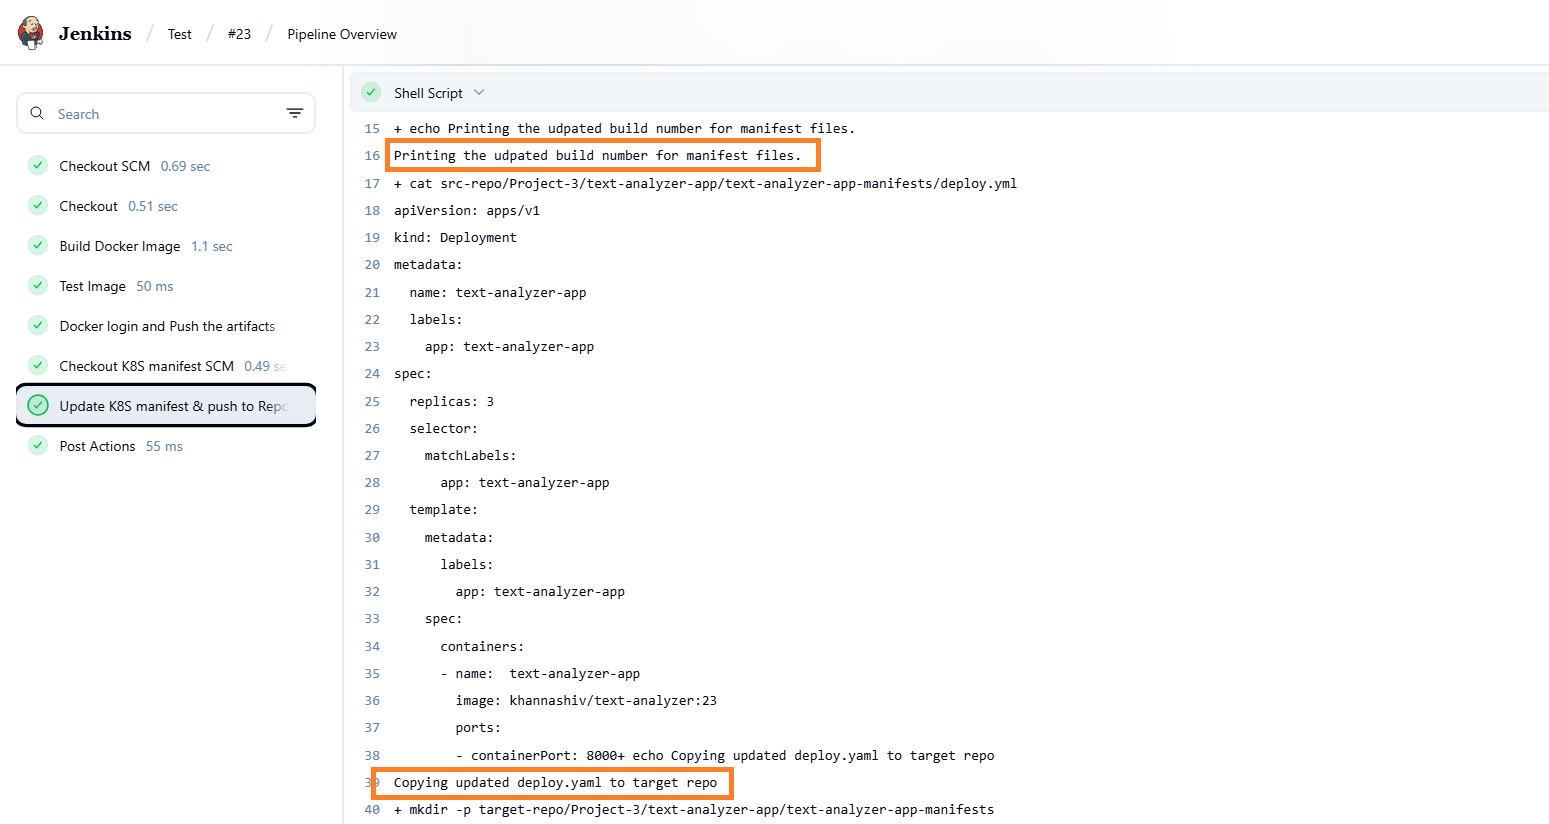 Jenkins / Test / #23 / Pipeline Overview
Search
Checkout SCM 0.69 sec
Checkout 0.51 sec
Build Docker Image 1.1 sec
Test Image 50 ms
Docker login and Push the artifacts
Checkout K8S manifest SCM 0.49 se
Update K8S manifest & push to Repo
Post Actions 55 ms
Shell Script
15 + echo Printing the udpated build number for manifest files.
16 Printing the udpated build number for manifest files.
17 + cat src-repo/Project-3/text-analyzer-app/text-analyzer-app-manifests/deploy.yml
18 apiVersion: apps/v1
19 kind: Deployment
20 metadata:
21   name: text-analyzer-app
22   labels:
23     app: text-analyzer-app
24 spec:
25   replicas: 3
26   selector:
27     matchLabels:
28       app: text-analyzer-app
29   template:
30     metadata:
31       labels:
32         app: text-analyzer-app
33     spec:
34       containers:
35       - name:  text-analyzer-app
36         image: khannashiv/text-analyzer:23
37         ports:
38         - containerPort: 8000+ echo Copying updated deploy.yaml to target repo
39 Copying updated deploy.yaml to target repo
40 + mkdir -p target-repo/Project-3/text-analyzer-app/text-analyzer-app-manifests